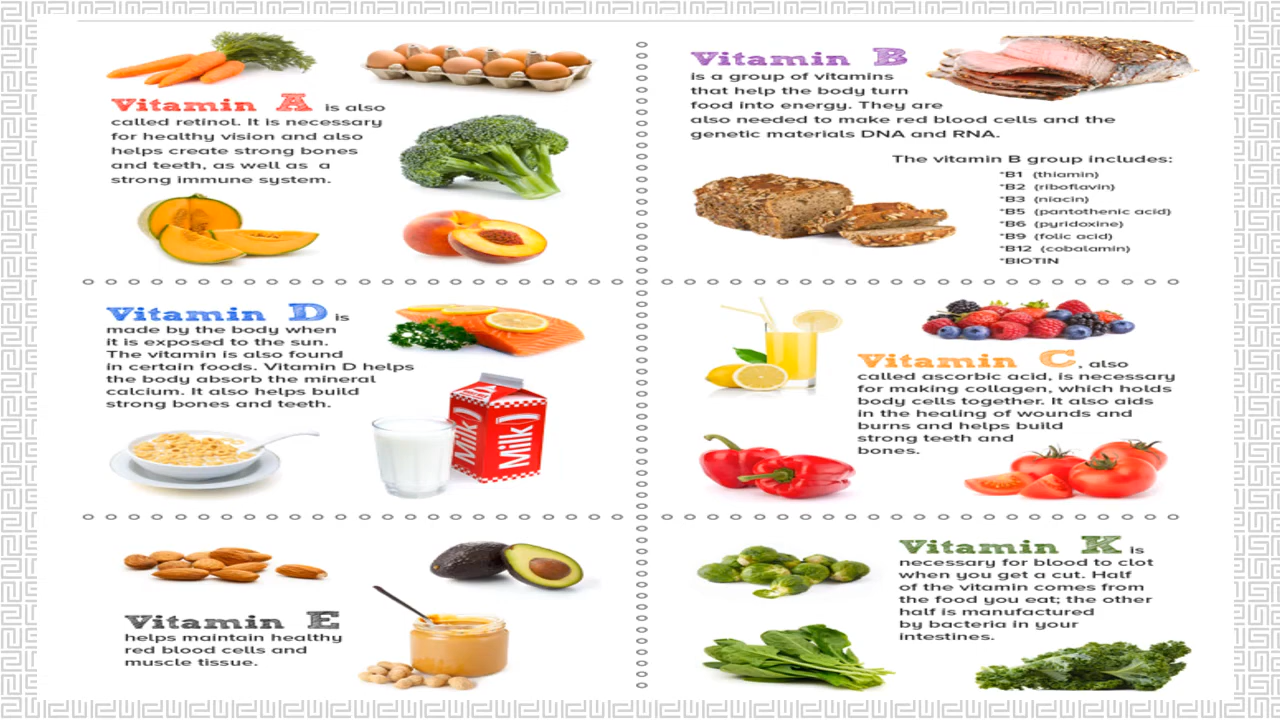 Vitamin A is also
called retinol. It is necessary
for healthy vision and also
helps create strong bones
and teeth, as well as a
strong immune system.
Vitamin B
is a group of vitamins
that help the body turn
food into energy. They are
also needed to make red blood cells and the
genetic materials DNA and RNA.
The vitamin B group includes:
*B1 (thiamin)
*B2 (riboflavin)
*B3 (niacin)
*B5 (pantothenic acid)
*B6 (pyridoxine)
*B9 (folic acid)
*B12 (cobalamin)
*BIOTIN
Vitamin D is
made by the body when
it is exposed to the sun.
The vitamin is also found
in certain foods. Vitamin D helps
the body absorb the mineral
calcium. It also helps build
strong bones and teeth.
Milk
Milk
Vitamin C, also
called ascorbic acid, is necessary
for making collagen, which holds
body cells together. It also aids
in the healing of wounds and
burns and helps build
strong teeth and
bones.
Vitamin E
helps maintain healthy
red blood cells and
muscle tissue.
Vitamin K is
necessary for blood to clot
when you get a cut. Half
of the vitamin comes from
the food you eat; the other
half is manufactured
by bacteria in your
intestines.